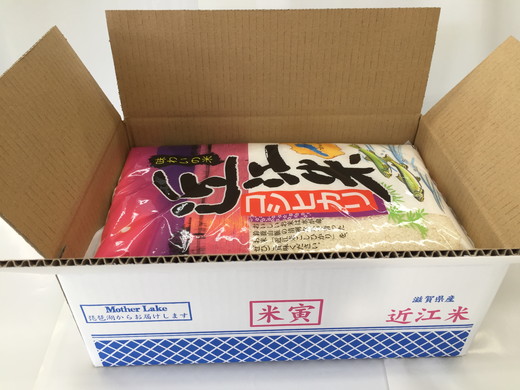 味わいの米
近江米
コシヒカリ
Mother Lake
琵琶湖からお届けします
米寅
滋賀県産
近江米